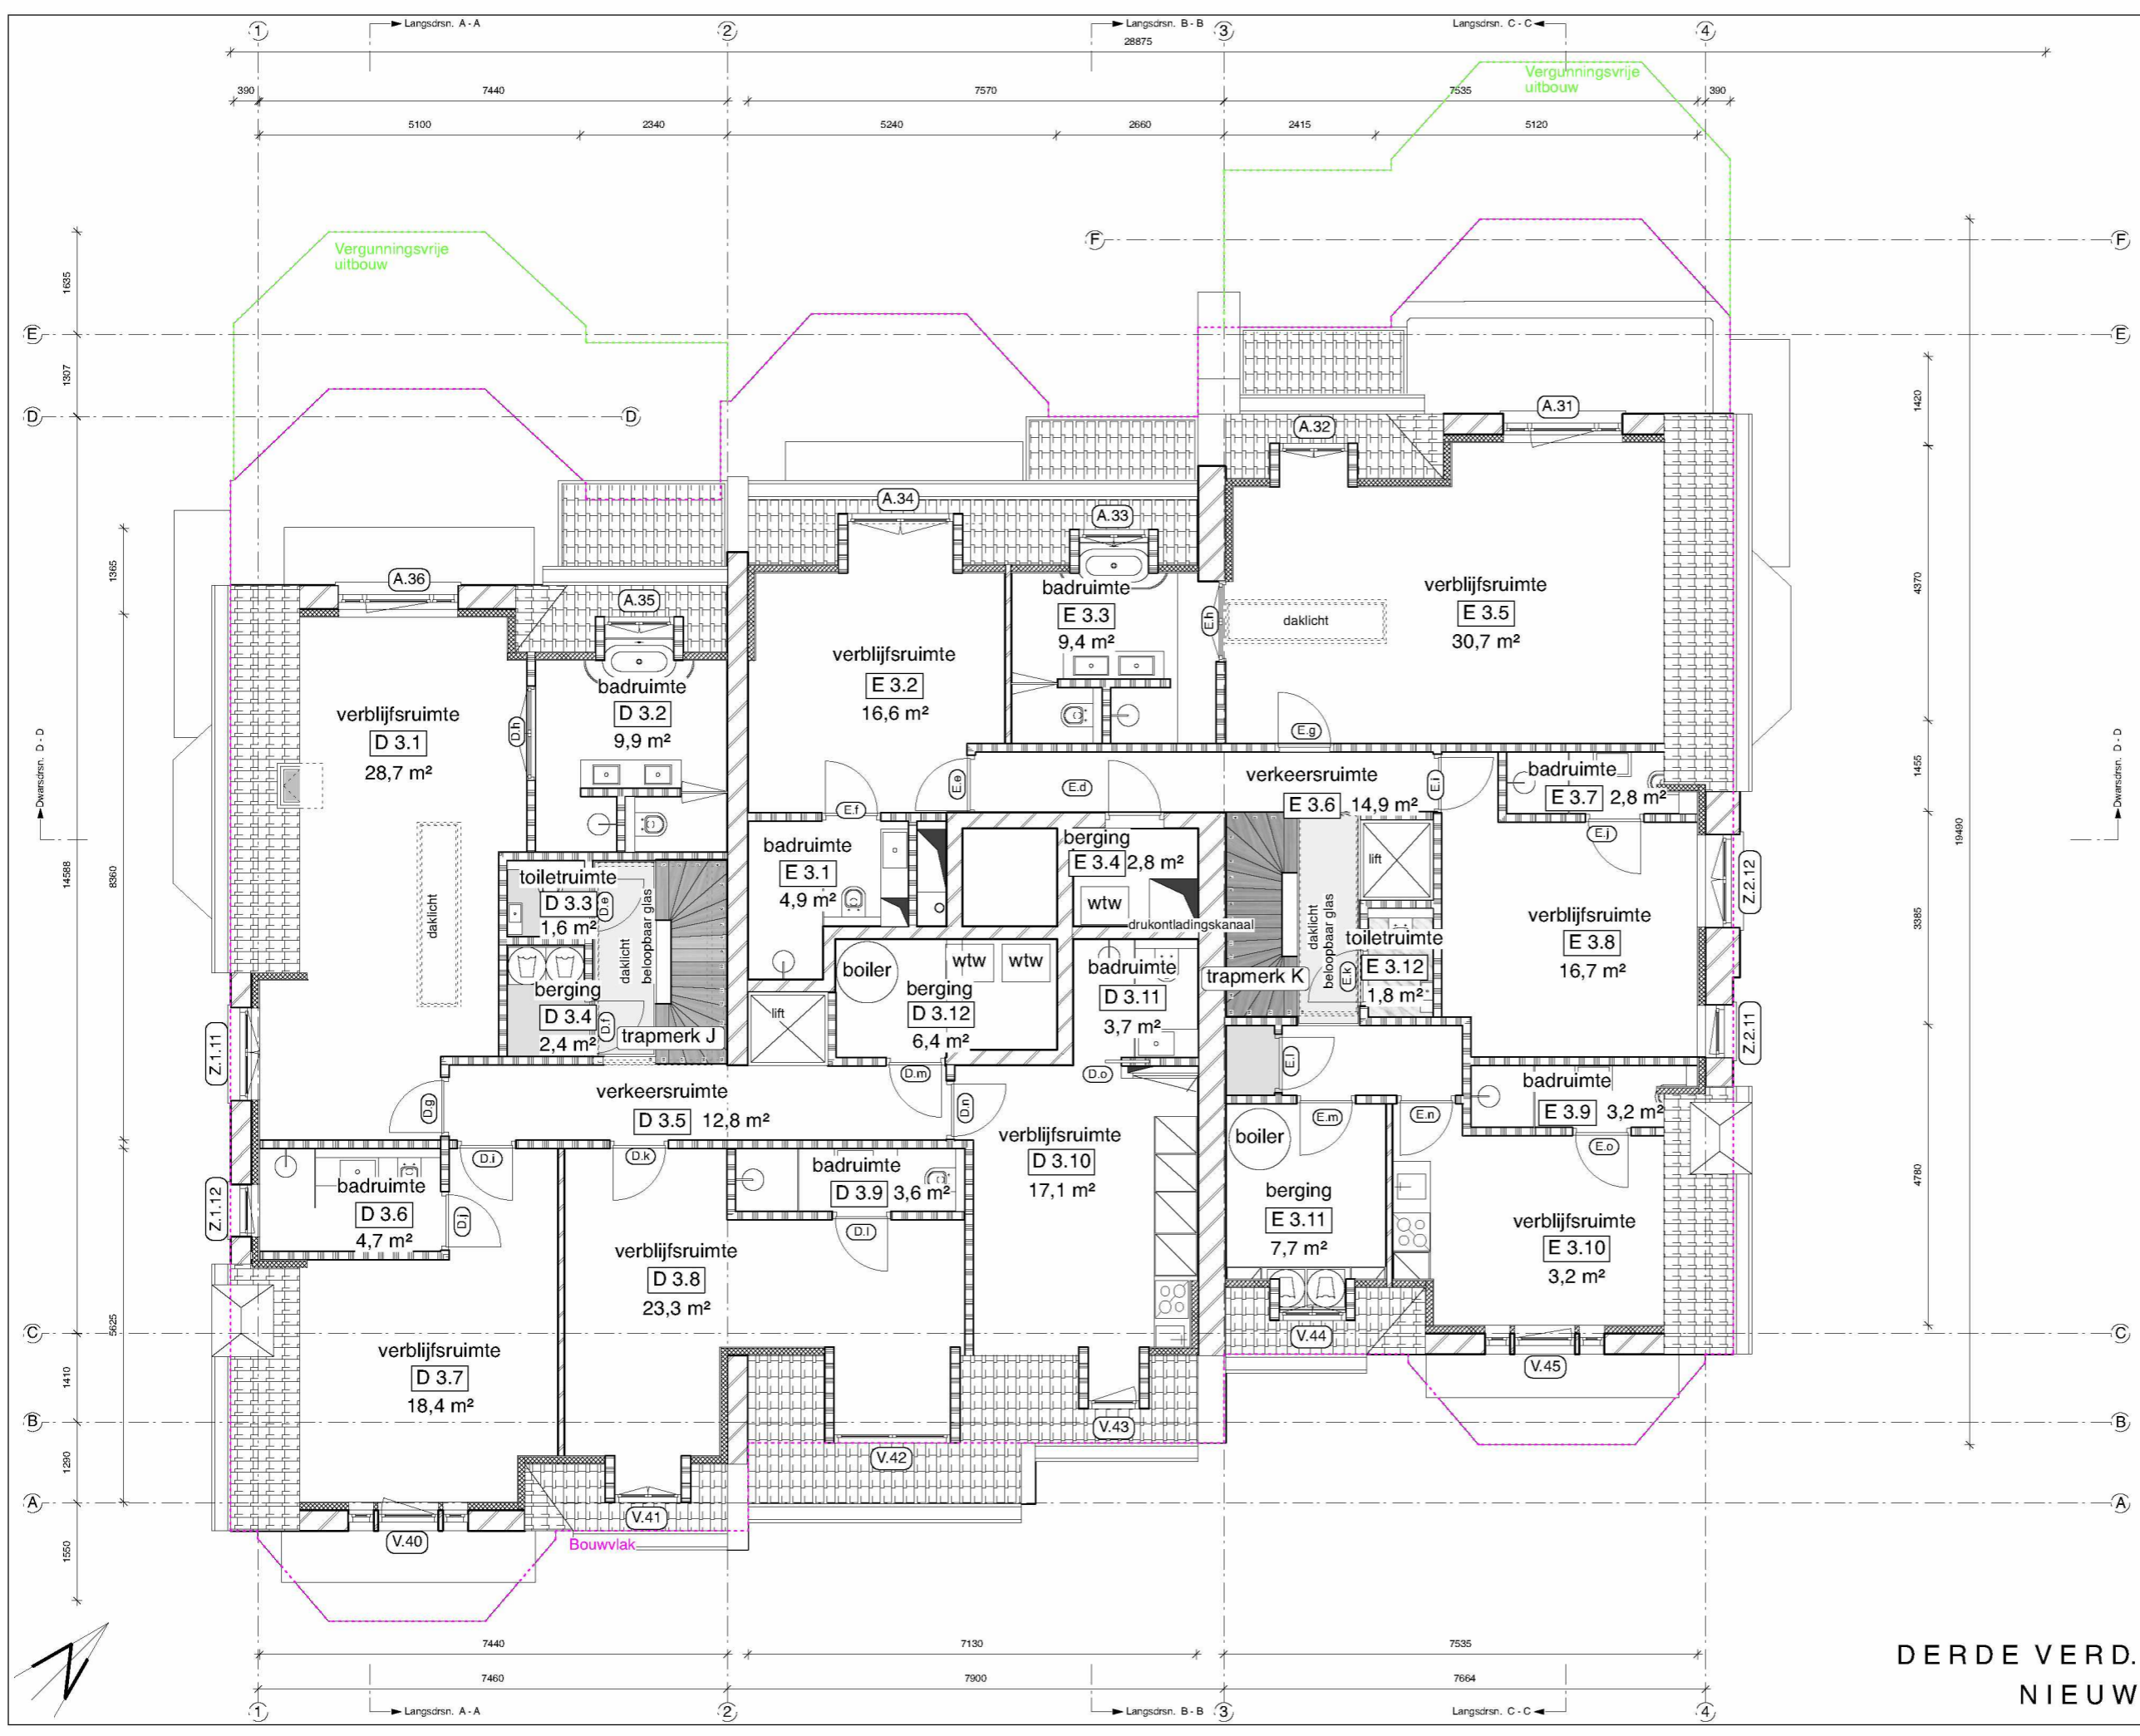 1
Langsdrsn. A - A
2
Langsdrsn. B - B
3
Langsdrsn. C - C
4
28875
Vergunningsvrije
uitbouw
390
7440
7570
7535
390
5100
2340
5240
2660
2415
5120
Vergunningsvrije
uitbouw
F
F
1635
E
E
1307
D
D
1420
A.31
A.32
A.34
A.33
1365
A.36
A.35
badruimte
E 3.3
9,4 m²
E.h
daklicht
verblijfsruimte
E 3.5
30,7 m²
4370
verblijfsruimte
E 3.2
16,6 m²
badruimte
D 3.2
9,9 m²
D.h
verblijfsruimte
D 3.1
28,7 m²
Dwarsdrsn. D - D
Dwarsdrsn. D - D
E.g
1455
E.e
E.d
verkeersruimte
E 3.6 14,9 m²
E.i
badruimte
E 3.7 2,8 m²
E.f
E.j
14588
8360
19490
badruimte
E 3.1
4,9 m²
berging
E 3.4 2,8 m²
wtw
drukontladingskanaal
lift
Z.2.12
toiletruimte
D 3.3
1,6 m²
D.e
daklicht
daklicht
beloopbaar glas
daklicht
beloopbaar glas
toiletruimte
E 3.12
1,8 m²
E.k
verblijfsruimte
E 3.8
16,7 m²
3385
boiler
wtw
wtw
berging
D 3.12
6,4 m²
badruimte
D 3.11
3,7 m²
trapmerk K
berging
D 3.4
2,4 m²
D.f
trapmerk J
lift
Z.1.11
Z.2.11
D.m
D.o
E.l
D.g
verkeersruimte
D 3.5 12,8 m²
D.n
badruimte
E 3.9 3,2 m²
E.m
E.n
E.o
boiler
verblijfsruimte
D 3.10
17,1 m²
D.i
D.k
badruimte
D 3.9 3,6 m²
badruimte
D 3.6
4,7 m²
D.j
D.l
Z.1.12
berging
E 3.11
7,7 m²
verblijfsruimte
E 3.10
3,2 m²
4780
verblijfsruimte
D 3.8
23,3 m²
5625
C
V.44
C
verblijfsruimte
D 3.7
18,4 m²
V.45
1410
B
V.43
B
V.42
1290
A
A
V.41
V.40
Bouwvlak
1550
7440
7130
7535
7460
7900
7664
1
Langsdrsn. A - A
2
Langsdrsn. B - B
3
Langsdrsn. C - C
4
DERDE VERD.
NIEUW